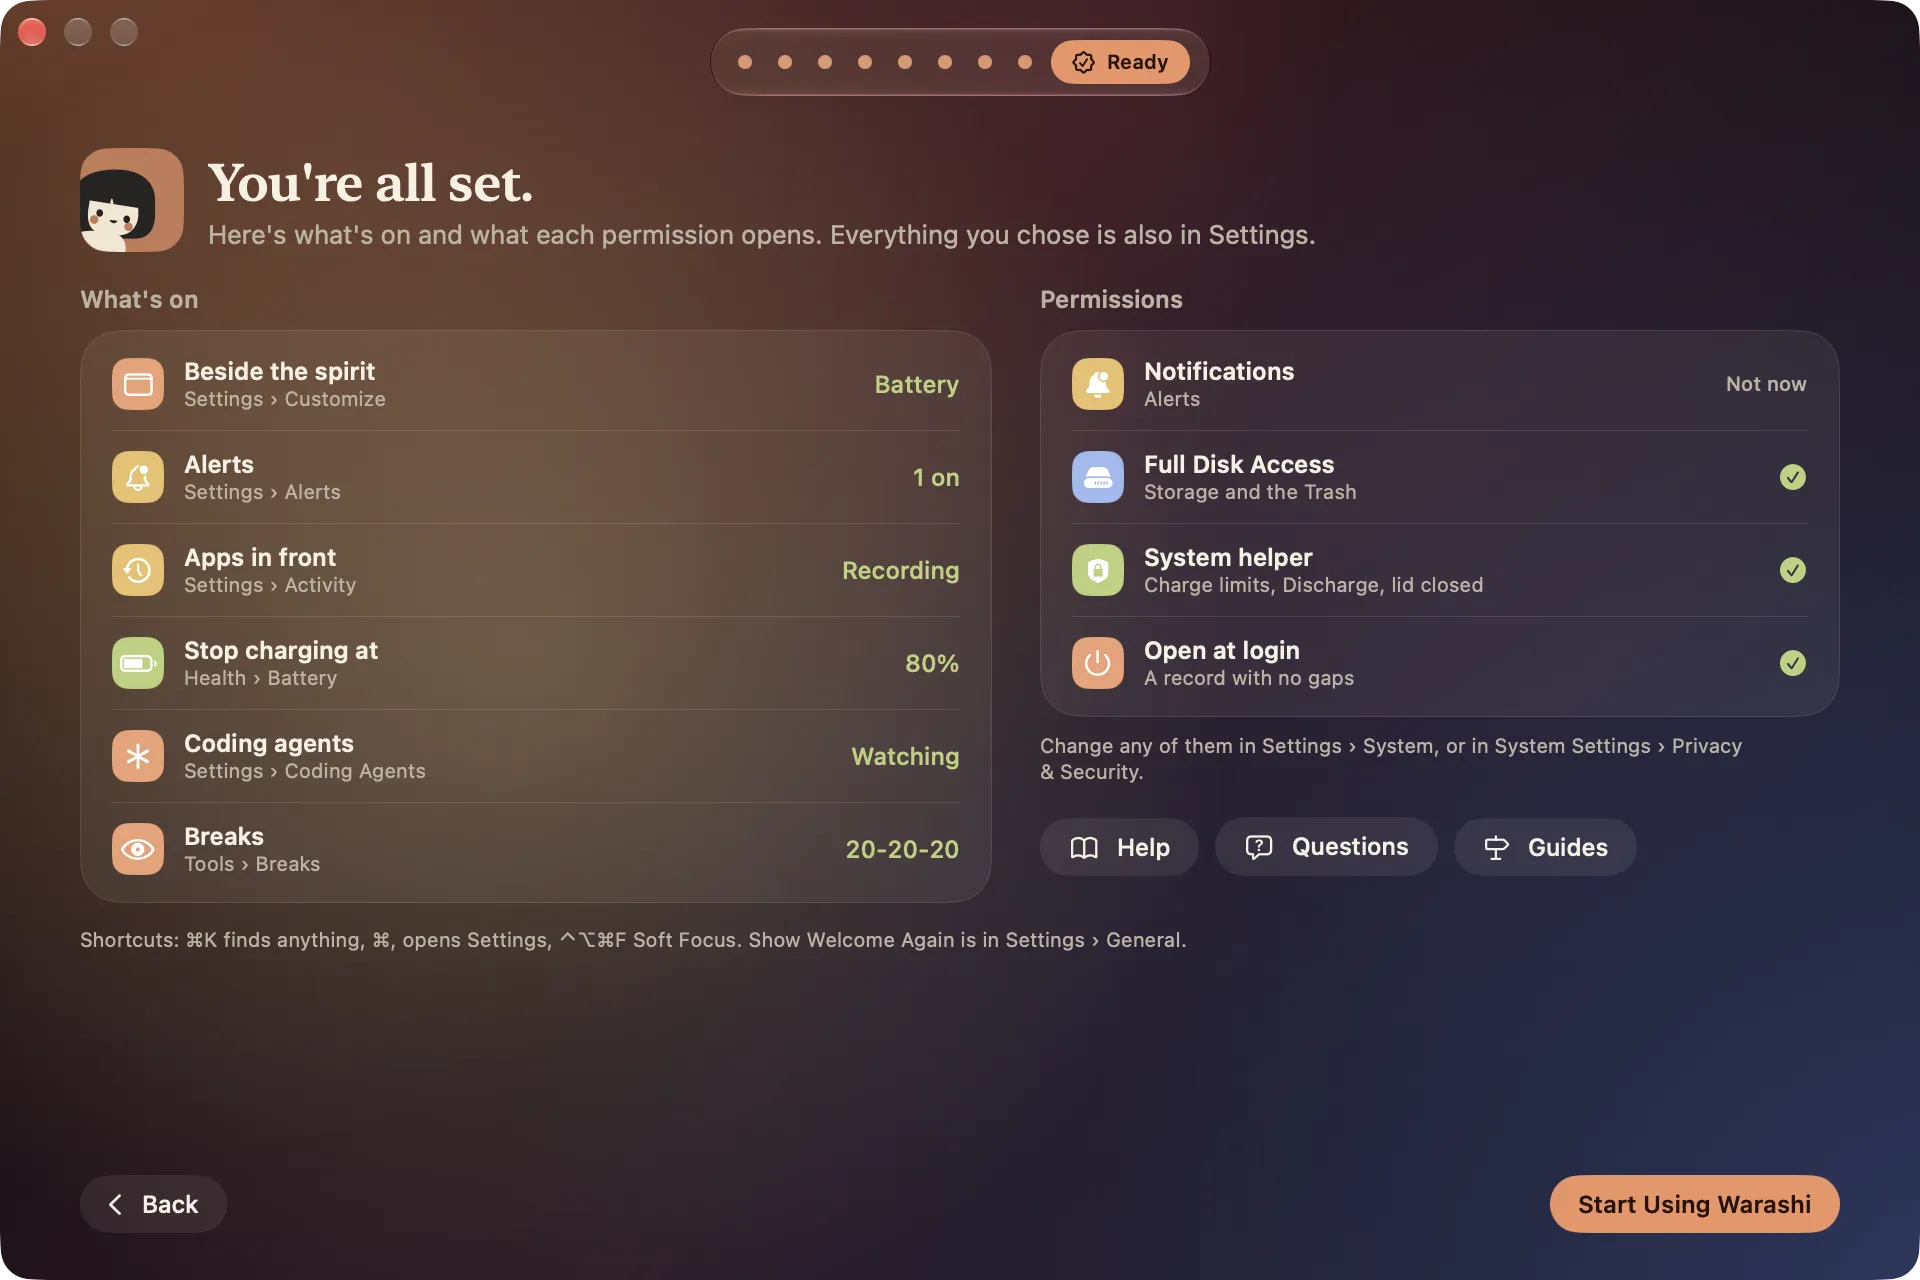 Ready
You're all set.
Here's what's on and what each permission opens. Everything you chose is also in Settings.
What's on
Beside the spirit
Settings › Customize
Battery
Alerts
Settings › Alerts
1 on
Apps in front
Settings › Activity
Recording
Stop charging at
Health › Battery
80%
Coding agents
Settings › Coding Agents
Watching
Breaks
Tools › Breaks
20-20-20
Permissions
Notifications
Alerts
Not now
Full Disk Access
Storage and the Trash
System helper
Charge limits, Discharge, lid closed
Open at login
A record with no gaps
Change any of them in Settings › System, or in System Settings › Privacy
& Security.
Help
Questions
Guides
Shortcuts: ⌘K finds anything, ⌘, opens Settings, ^⌥⌘F Soft Focus. Show Welcome Again is in Settings › General.
Back
Start Using Warashi